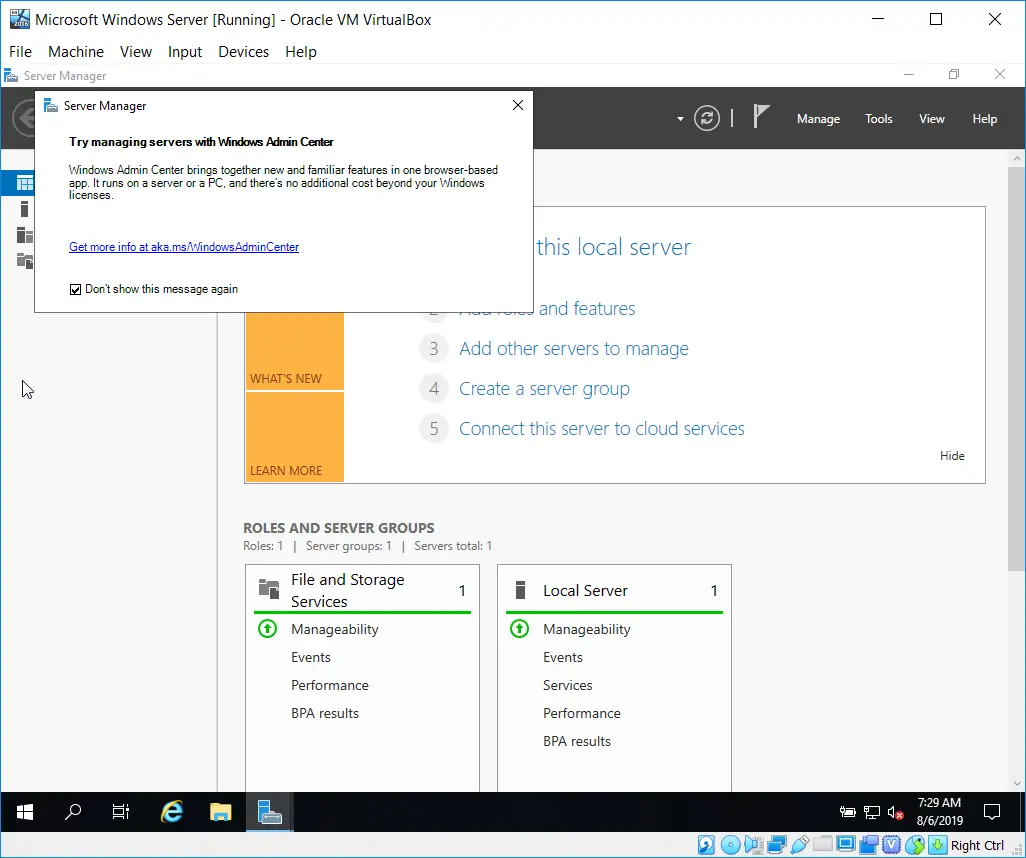 Microsoft Windows Server [Running] - Oracle VM VirtualBox
File Machine View Input Devices Help
Server Manager
Server Manager
Manage Tools View Help
Try managing servers with Windows Admin Center
Windows Admin Center brings together new and familiar features in one browser-based
app. It runs on a server or a PC, and there's no additional cost beyond your Windows
licenses.
Get more info at aka.ms/WindowsAdminCenter
Don't show this message again
this local server
2 Add roles and features
3 Add other servers to manage
4 Create a server group
5 Connect this server to cloud services
WHAT'S NEW
LEARN MORE
Hide
ROLES AND SERVER GROUPS
Roles: 1 | Server groups: 1 | Servers total: 1
File and Storage
Services
1
Manageability
Events
Performance
BPA results
Local Server 1
Manageability
Events
Services
Performance
BPA results
7:29 AM
8/6/2019
Right Ctrl